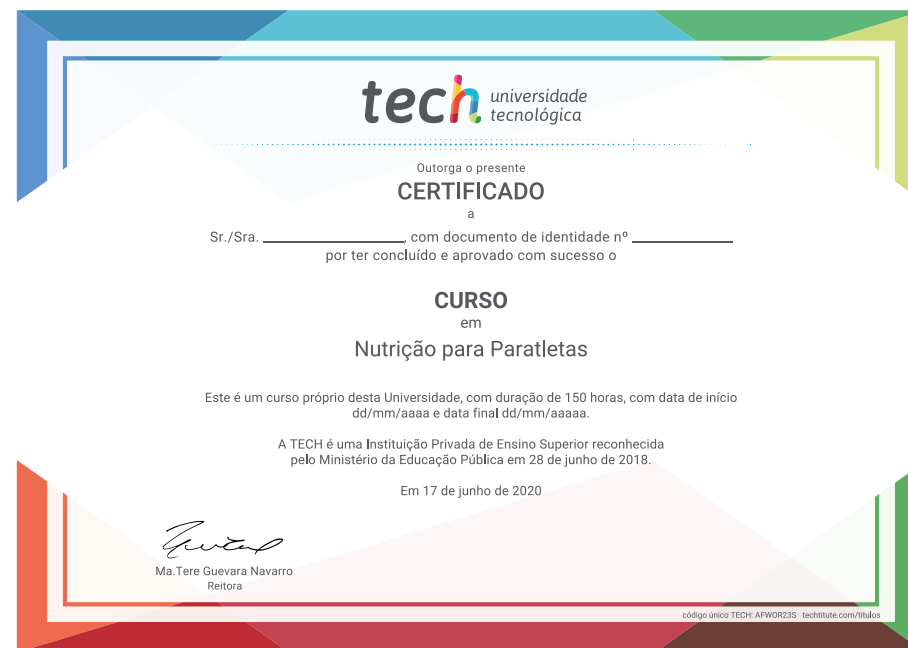 tech universidade
tecnológica
Outorga o presente
CERTIFICADO
a
Sr./Sra. ____________, com documento de identidade nº ____________
por ter concluído e aprovado com sucesso o
CURSO
em
Nutrição para Paratletas
Este é um curso próprio desta Universidade, com duração de 150 horas, com data de início
dd/mm/aaaa e data final dd/mm/aaaaa.
A TECH é uma Instituição Privada de Ensino Superior reconhecida
pelo Ministério da Educação Pública em 28 de junho de 2018.
Em 17 de junho de 2020
Ma.Tere Guevara Navarro
Reitora
código único TECH: AFWOR23S techtitute.com/titulos